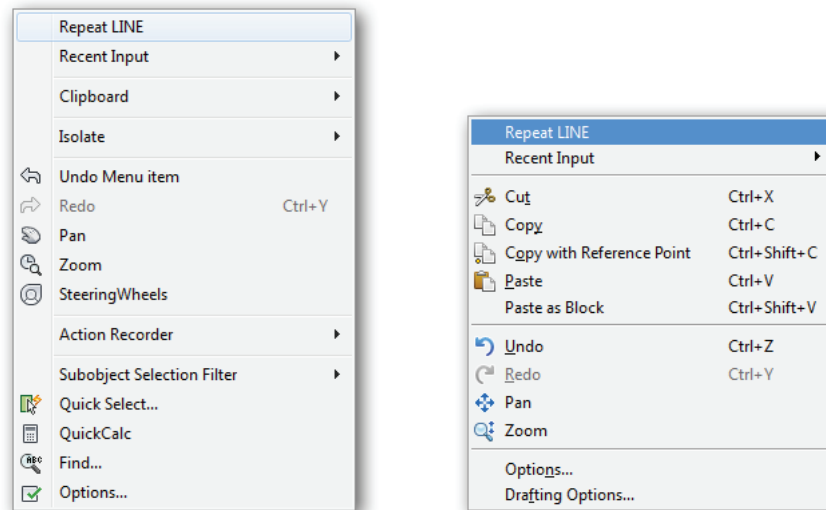 Repeat LINE
Recent Input
Clipboard
Isolate
Undo Menu item
Redo Ctrl+Y
Pan
Zoom
SteeringWheels
Action Recorder
Subobject Selection Filter
Quick Select...
QuickCalc
ABC
Find...
Options...
Repeat LINE
Recent Input
Cut Ctrl+X
Copy Ctrl+C
Copy with Reference Point Ctrl+Shift+C
Paste Ctrl+V
Paste as Block Ctrl+Shift+V
Undo Ctrl+Z
Redo Ctrl+Y
Pan
Zoom
Options...
Drafting Options...